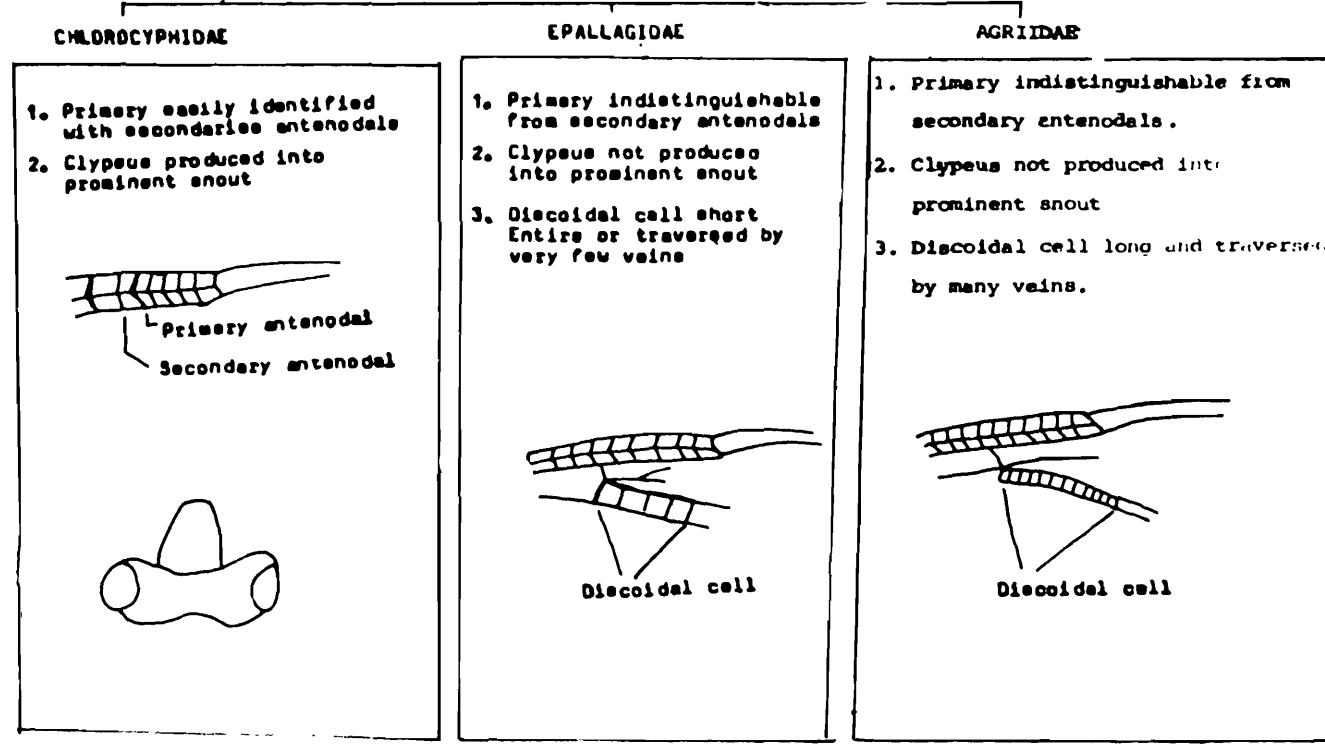 CHLOROCYPHIDAE
1. Primary easily identified
with secondaries antenodals
2. Clypeus produced into
prominent snout
Primary antenodal
Secondary antenodal
EPALLAGIDAE
1. Primary indistinguishable
from secondary antenodals
2. Clypeus not produced
into prominent snout
3. Discoidal call short
Entire or traversed by
very few veins
Discoidal cell
AGRIIDAE
1. Primary indistinguishable from
secondary entenodals.
2. Clypeus not produced into
prominent snout
3. Discoidal cell long and traversed
by many veins.
Discoidal cell